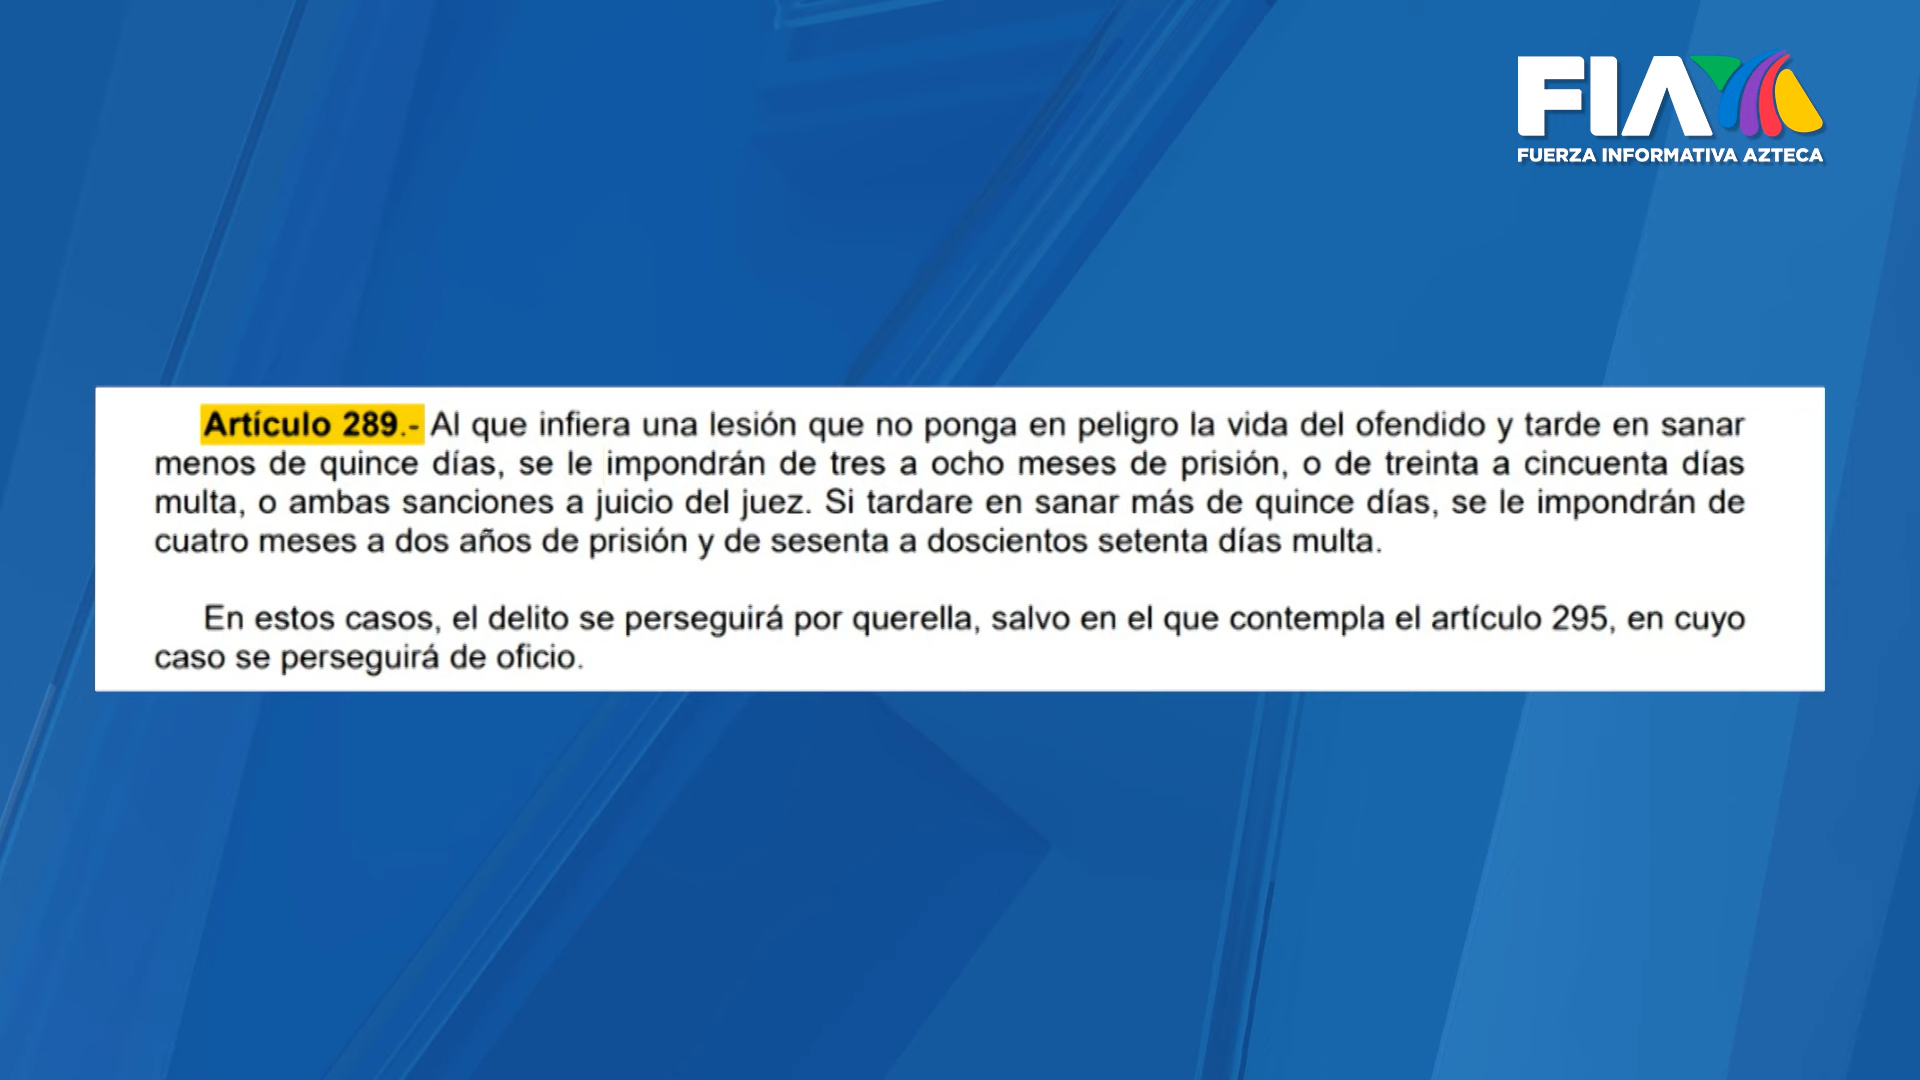 FIA
FUERZA INFORMATIVA AZTECA
Artículo 289.- Al que infiera una lesión que no ponga en peligro la vida del ofendido y tarde en sanar
menos de quince días, se le impondrán de tres a ocho meses de prisión, o de treinta a cincuenta días
multa, o ambas sanciones a juicio del juez. Si tardare en sanar más de quince días, se le impondrán de
cuatro meses a dos años de prisión y de sesenta a doscientos setenta días multa.
En estos casos, el delito se perseguirá por querella, salvo en el que contempla el artículo 295, en cuyo
caso se perseguirá de oficio.